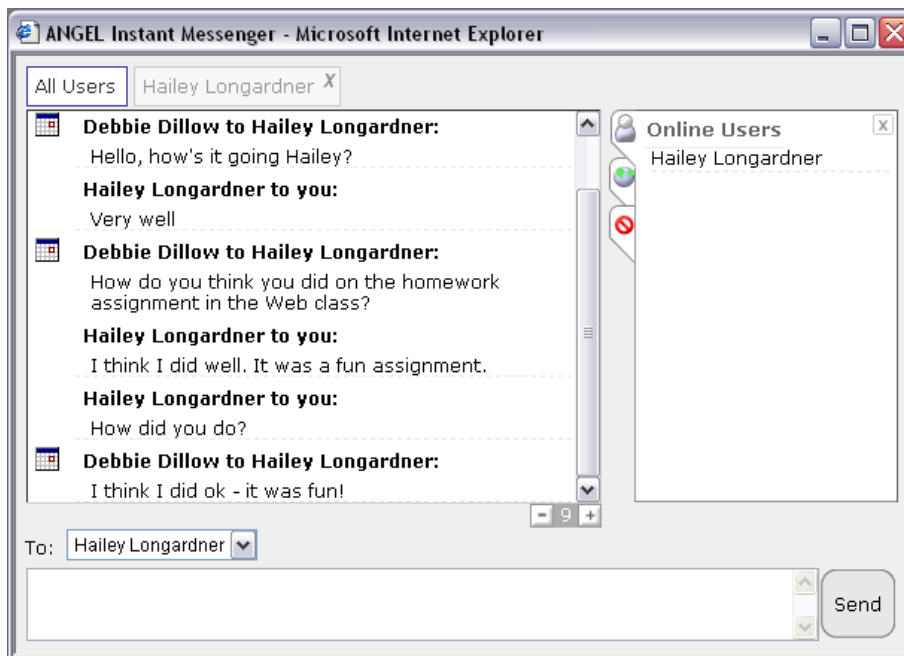 ANGEL Instant Messenger - Microsoft Internet Explorer
All Users
Hailey Longardner X
Debbie Dillow to Hailey Longardner:
Hello, how's it going Hailey?
Hailey Longardner to you:
Very well
Debbie Dillow to Hailey Longardner:
How do you think you did on the homework
assignment in the Web class?
Hailey Longardner to you:
I think I did well. It was a fun assignment.
Hailey Longardner to you:
How did you do?
Debbie Dillow to Hailey Longardner:
I think I did ok - it was fun!
- 9 +
Online Users X
Hailey Longardner
To: Hailey Longardner
Send